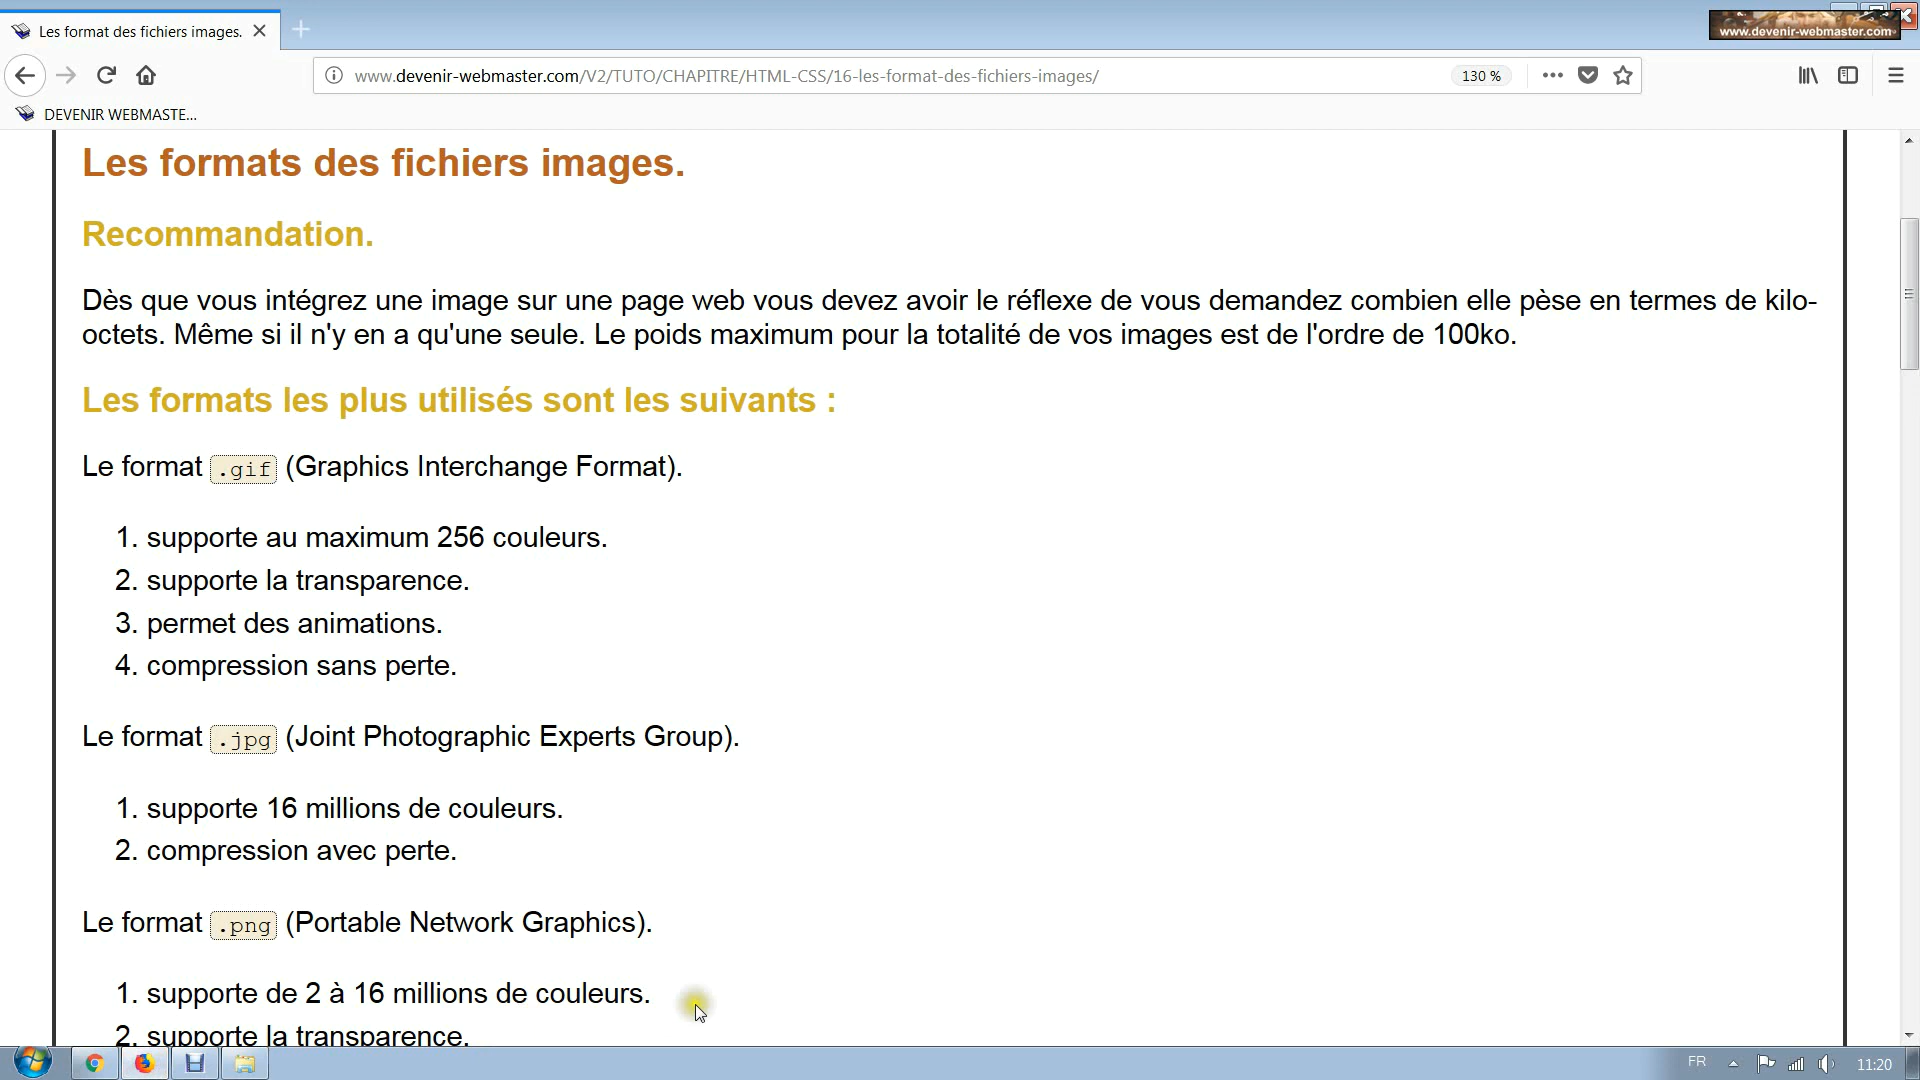 Les format des fichiers images.
www.devenir-webmaster.com
www.devenir-webmaster.com/V2/TUTO/CHAPITRE/HTML-CSS/16-les-format-des-fichiers-images/
130 %
DEVENIR WEBMASTE...
Les formats des fichiers images.
Recommandation.
Dès que vous intégrez une image sur une page web vous devez avoir le réflexe de vous demandez combien elle pèse en termes de kilo-
octets. Même si il n'y en a qu'une seule. Le poids maximum pour la totalité de vos images est de l'ordre de 100ko.
Les formats les plus utilisés sont les suivants :
Le format .gif (Graphics Interchange Format).
1. supporte au maximum 256 couleurs.
2. supporte la transparence.
3. permet des animations.
4. compression sans perte.
Le format .jpg (Joint Photographic Experts Group).
1. supporte 16 millions de couleurs.
2. compression avec perte.
Le format .png (Portable Network Graphics).
1. supporte de 2 à 16 millions de couleurs.
2. supporte la transparence.
FR
11:20